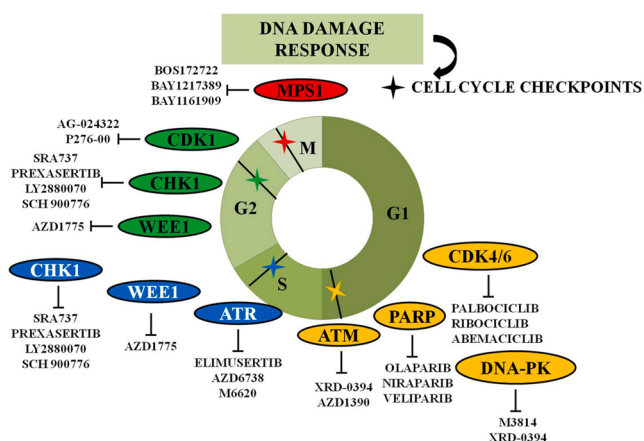 DNA DAMAGE
RESPONSE
CELL CYCLE CHECKPOINTS
BOS172722
BAY1217389
BAY1161909
MPS1
AG-024322
P276-00
CDK1
SRA737
PREXASERTIB
LY2880070
SCH 900776
CHK1
AZD1775
WEE1
M
G2
G1
S
CHK1
SRA737
PREXASERTIB
LY2880070
SCH 900776
WEE1
AZD1775
ATR
ELIMUSERTIB
AZD6738
M6620
ATM
XRD-0394
AZD1390
PARP
OLAPARIB
NIRAPARIB
VELIPARIB
CDK4/6
PALBOCICLIB
RIBOCICLIB
ABEMACICLIB
DNA-PK
M3814
XRD-0394